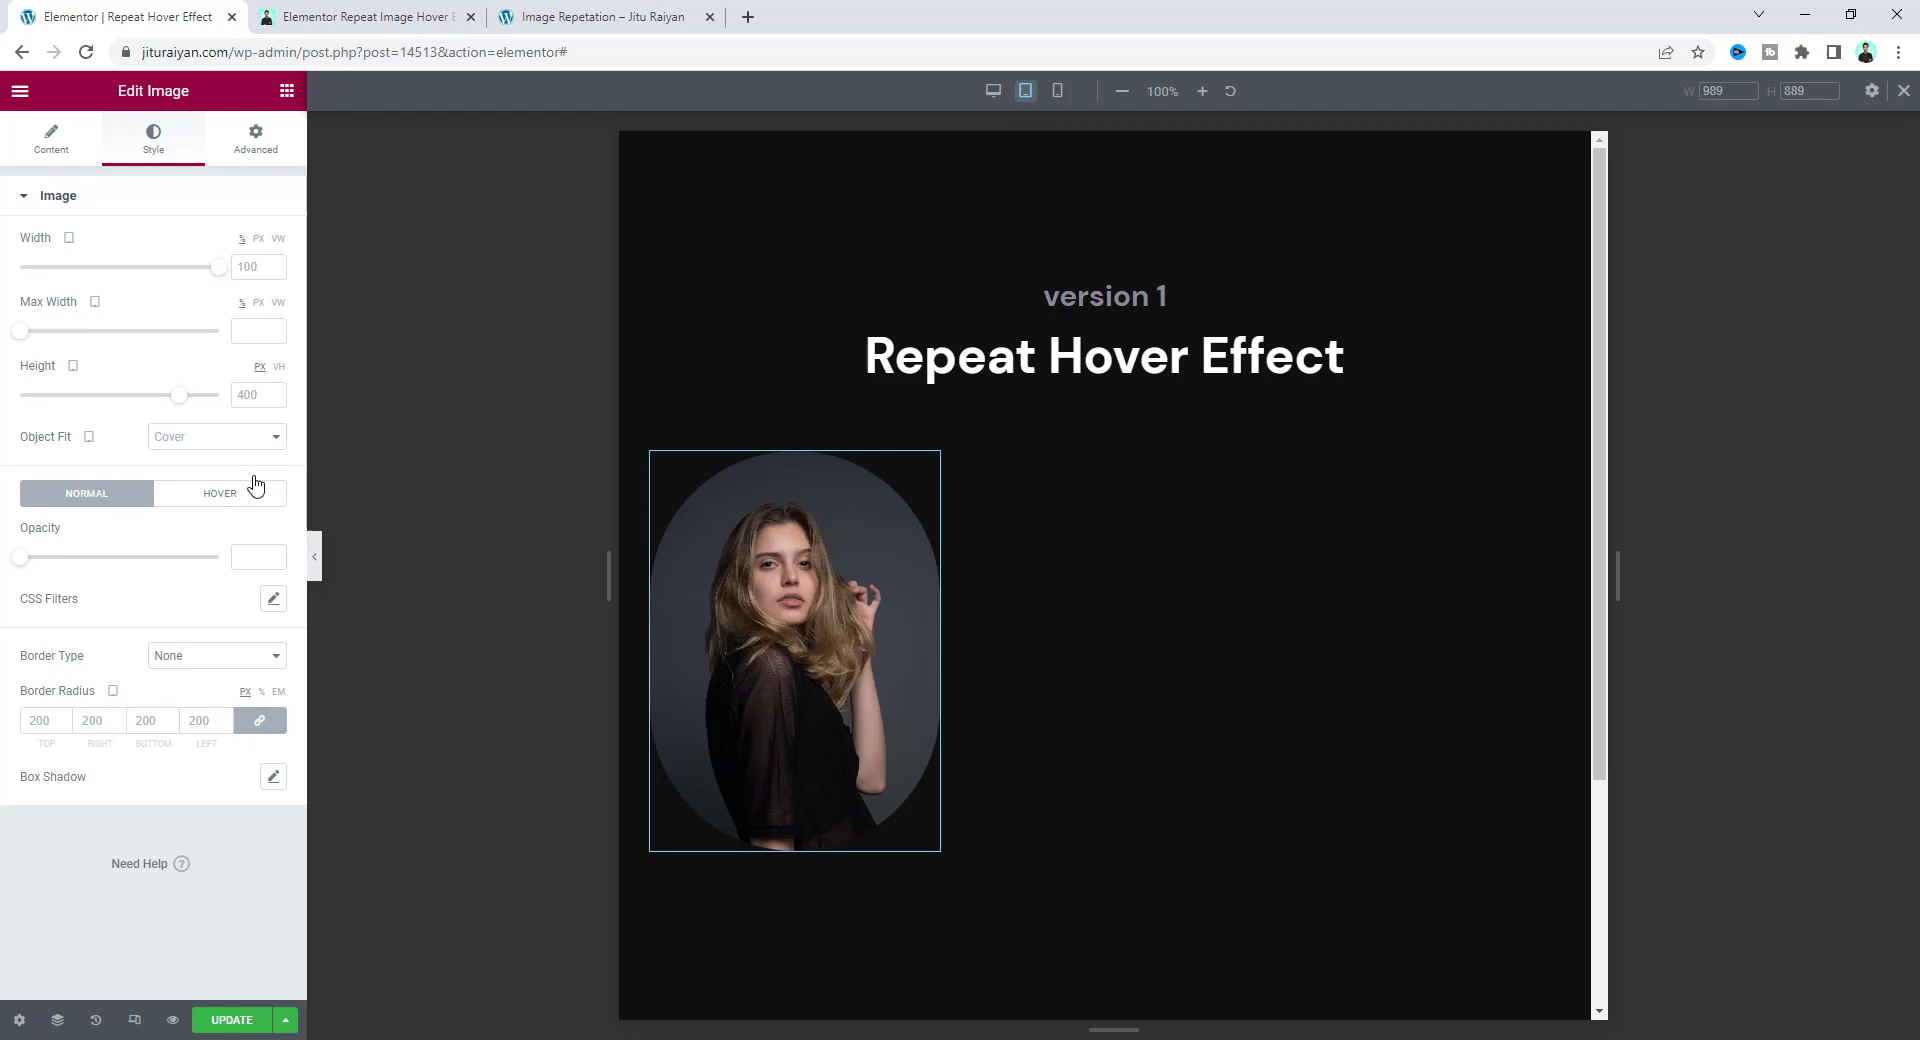 Elementor | Repeat Hover Effect
Elementor Repeat Image Hover E
Image Repetation – Jitu Raiyan
jituraiyan.com/wp-admin/post.php?post=14513&action=elementor#
Edit Image
100%
W 989 H 889
Content Style Advanced
Image
Width % PX VW
100
Max Width % PX VW
Height PX VH
400
Object Fit Cover
NORMAL HOVER
Opacity
CSS Filters
Border Type None
Border Radius PX % EM
200 200 200 200
TOP RIGHT BOTTOM LEFT
Box Shadow
Need Help ?
UPDATE
version 1
Repeat Hover Effect